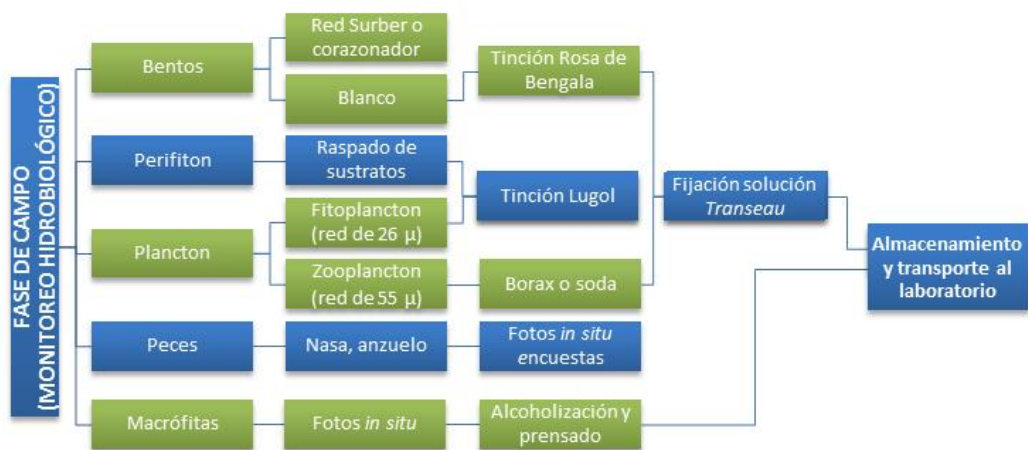 FASE DE CAMPO
(MONITOREO HIDROBIOLÓGICO)
Bentos
Red Surber o
corazonador
Blanco
Tinción Rosa de
Bengala
Perifiton
Raspado de
sustratos
Tinción Lugol
Fijación solución
Transeau
Plancton
Fitoplancton
(red de 26 μ)
Zooplancton
(red de 55 μ)
Borax o soda
Almacenamiento
y transporte al
laboratorio
Peces
Nasa, anzuelo
Fotos in situ
encuestas
Macrófitas
Fotos in situ
Alcoholización y
prensado